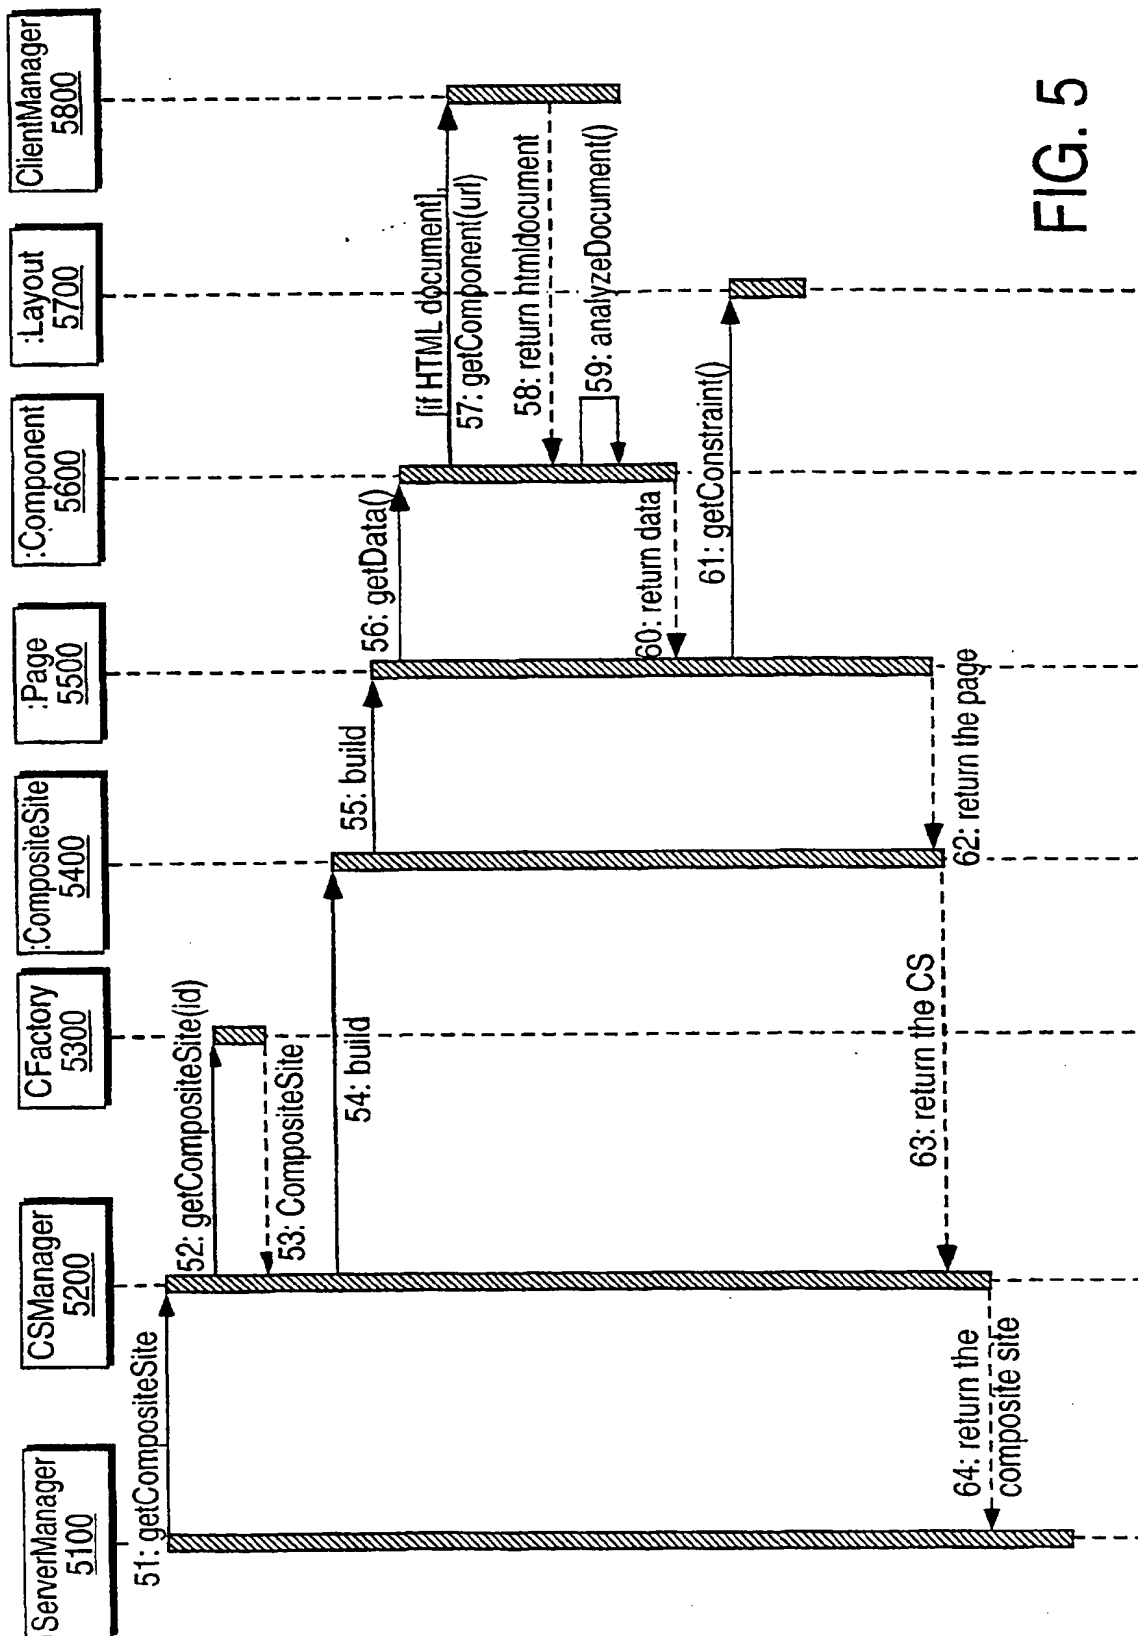 ServerManager
5100
CSManager
5200
CFactory
5300
:CompositeSite
5400
:Page
5500
:Component
5600
:Layout
5700
ClientManager
5800
51: getCompositeSite
52: getCompositeSite(id)
53: CompositeSite
54: build
55: build
56: getData()
[if HTML document],
57: getComponent(url)
58: return htmldocument
59: analyzeDocument()
60: return data
61: getConstraint()
62: return the page
63: return the CS
64: return the
composite site
FIG. 5